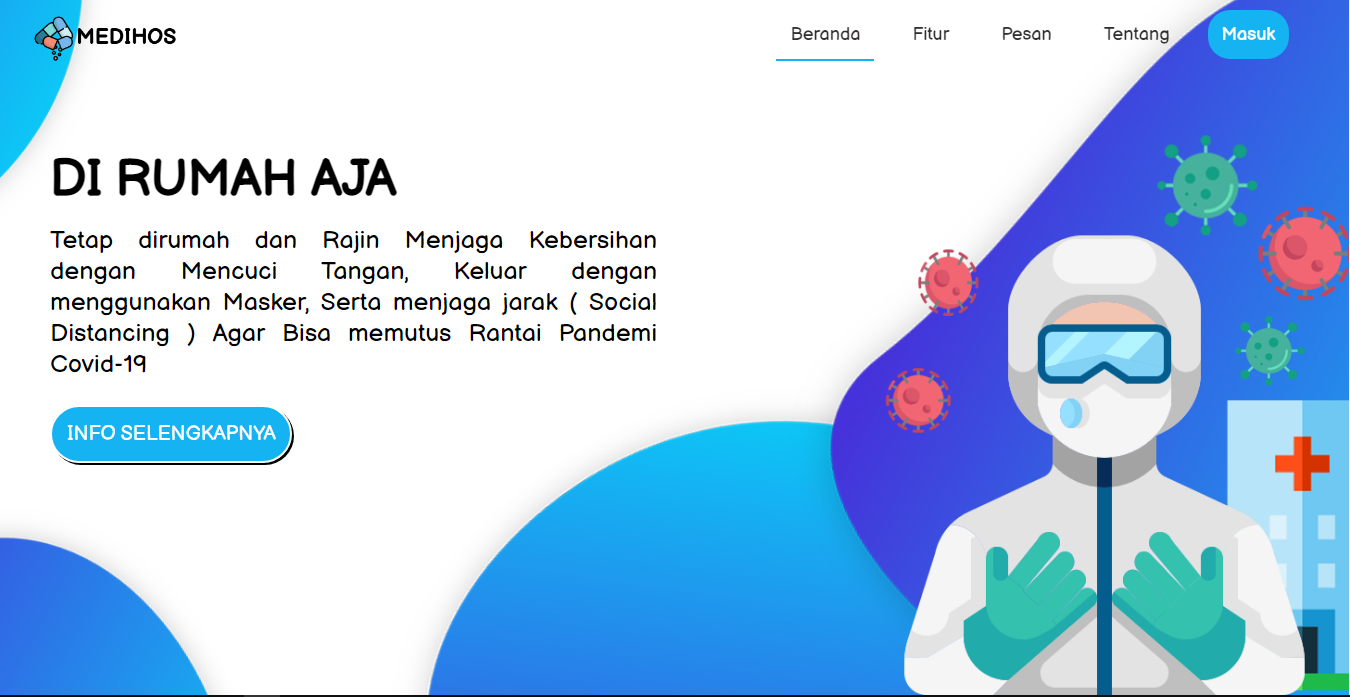 MEDIHOS
Beranda
Fitur
Pesan
Tentang
Masuk
DI RUMAH AJA
Tetap dirumah dan Rajin Menjaga Kebersihan
dengan Mencuci Tangan, Keluar dengan
menggunakan Masker, Serta menjaga jarak ( Social
Distancing ) Agar Bisa memutus Rantai Pandemi
Covid-19
INFO SELENGKAPNYA